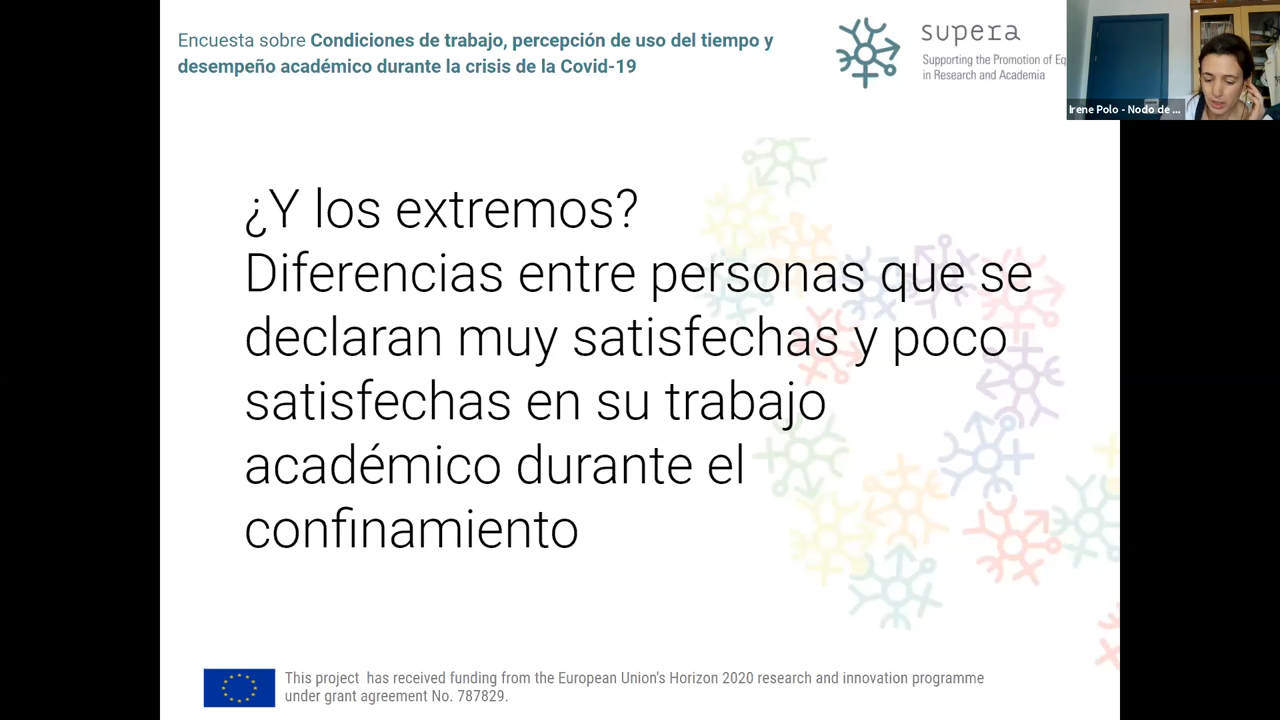 Encuesta sobre Condiciones de trabajo, percepción de uso del tiempo y
desempeño académico durante la crisis de la Covid-19
supera
Supporting the Promotion of Eq
in Research and Academia
Irene Polo - Nodo de ...
¿Y los extremos?
Diferencias entre personas que se
declaran muy satisfechas y poco
satisfechas en su trabajo
académico durante el
confinamiento
This project has received funding from the European Union's Horizon 2020 research and innovation programme
under grant agreement No. 787829.